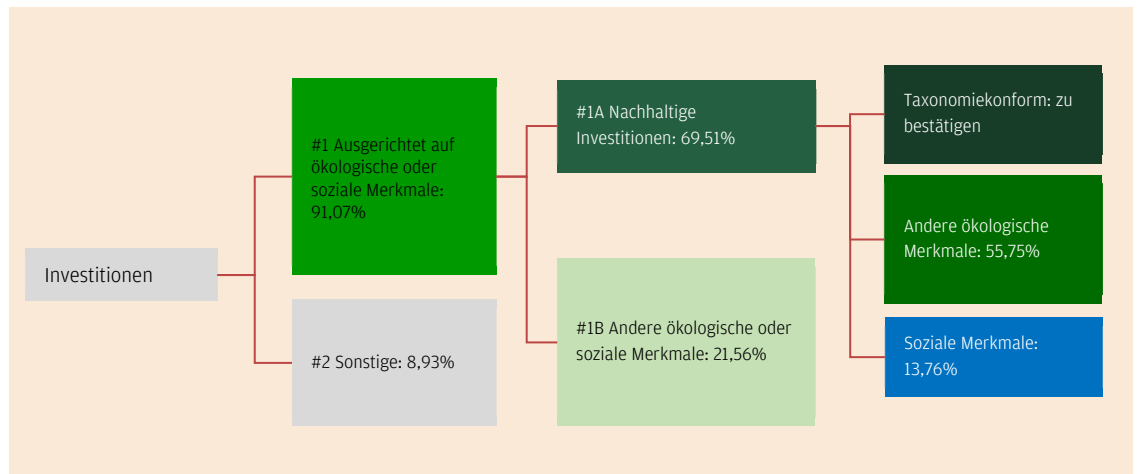 Investitionen
#1 Ausgerichtet auf
ökologische oder
soziale Merkmale:
91,07%
#2 Sonstige: 8,93%
#1A Nachhaltige
Investitionen: 69,51%
#1B Andere ökologische oder
soziale Merkmale: 21,56%
Taxonomiekonform: zu
bestätigen
Andere ökologische
Merkmale: 55,75%
Soziale Merkmale:
13,76%